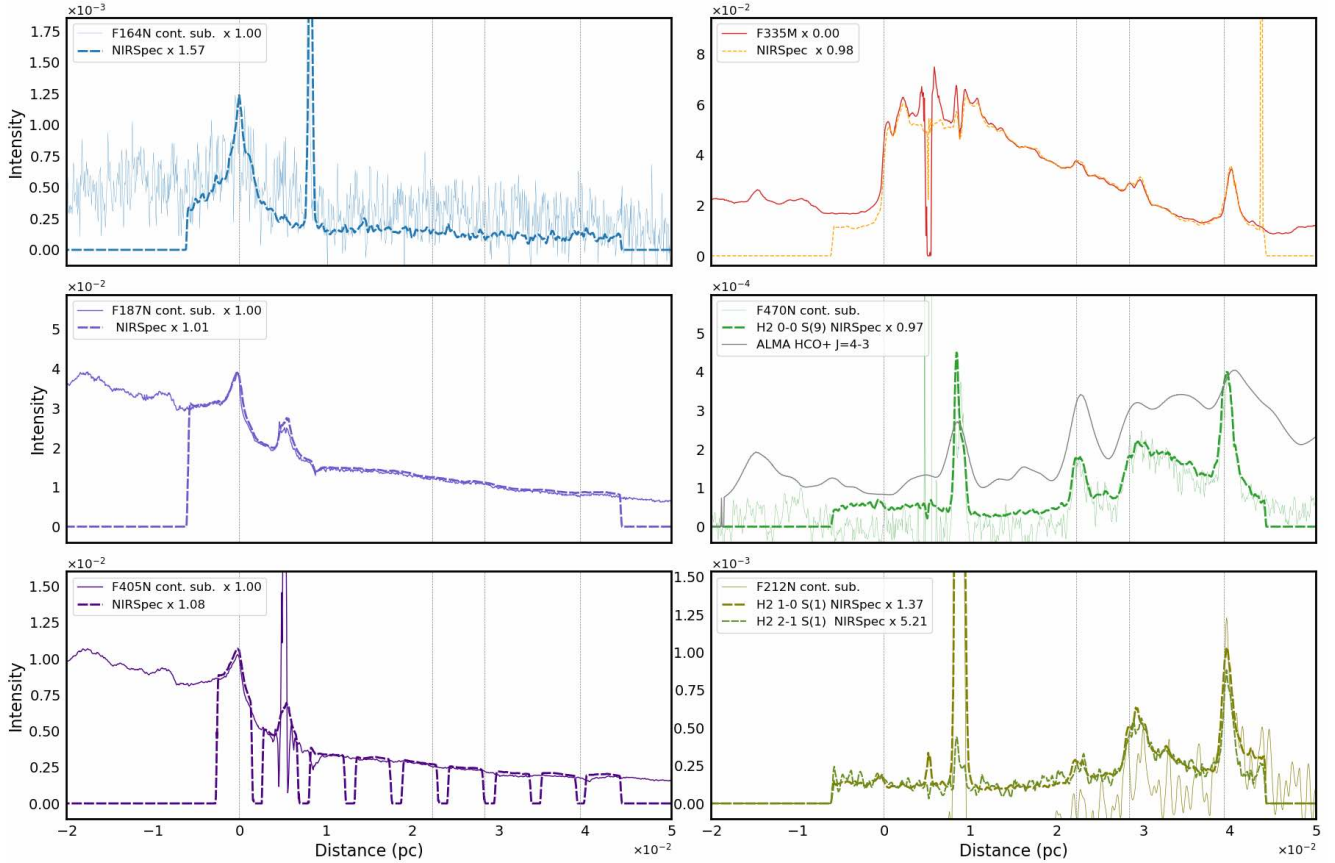 ×10⁻³
F164N cont. sub. x 1.00
NIRSpec x 1.57
1.75
1.50
1.25
1.00
0.75
0.50
0.25
0.00
Intensity
×10⁻²
F335M x 0.00
NIRSpec x 0.98
8
6
4
2
0
×10⁻²
F187N cont. sub. x 1.00
NIRSpec x 1.01
5
4
3
2
1
0
Intensity
×10⁻⁴
F470N cont. sub.
H2 0-0 S(9) NIRSpec x 0.97
ALMA HCO+ J=4-3
5
4
3
2
1
0
×10⁻²
F405N cont. sub. x 1.00
NIRSpec x 1.08
1.50
1.25
1.00
0.75
0.50
0.25
0.00
Intensity
−2 −1 0 1 2 3 4 5
Distance (pc)
×10⁻²
×10⁻³
F212N cont. sub.
H2 1-0 S(1) NIRSpec x 1.37
H2 2-1 S(1) NIRSpec x 5.21
1.50
1.25
1.00
0.75
0.50
0.25
0.00
−2 −1 0 1 2 3 4 5
Distance (pc)
×10⁻²